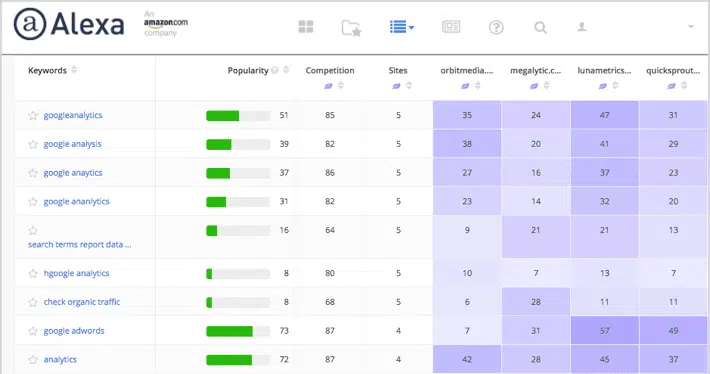 Alexa
An
amazon.com
company
Keywords Popularity Competition Sites orbitmedia.... megalytic.c... lunametrics... quicksprout...
googleanalytics 51 85 5 35 24 47 31
google analysis 39 82 5 38 20 41 29
google anaytics 37 86 5 27 16 37 23
google ananlytics 31 82 5 23 14 32 20
16 64 5 9 21 21 13
search terms report data ...
hgoogle analytics 8 80 5 10 7 13 7
check organic traffic 8 68 5 6 28 11 11
google adwords 73 87 4 7 31 57 49
analytics 72 87 4 42 28 45 37